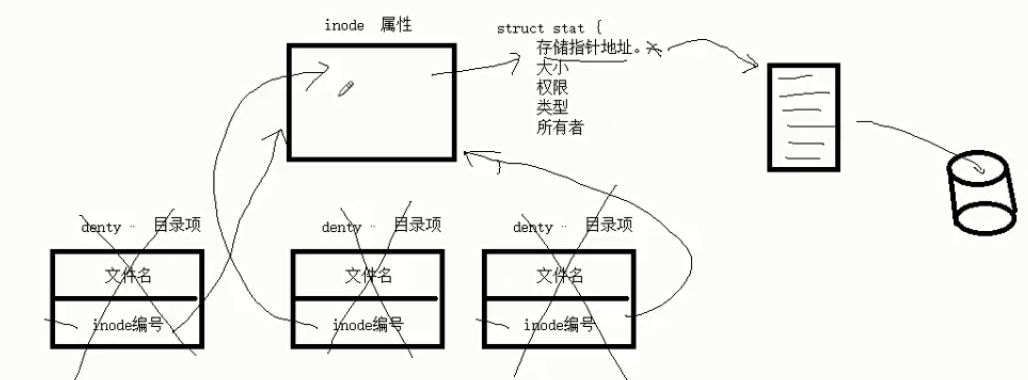 inode 属性
struct stat {
存储指针地址。
大小
权限
类型
所有者
denty .. 目录项
文件名
inode编号
denty .. 目录项
文件名
inode编号
denty .. 目录项
文件名
inode编号